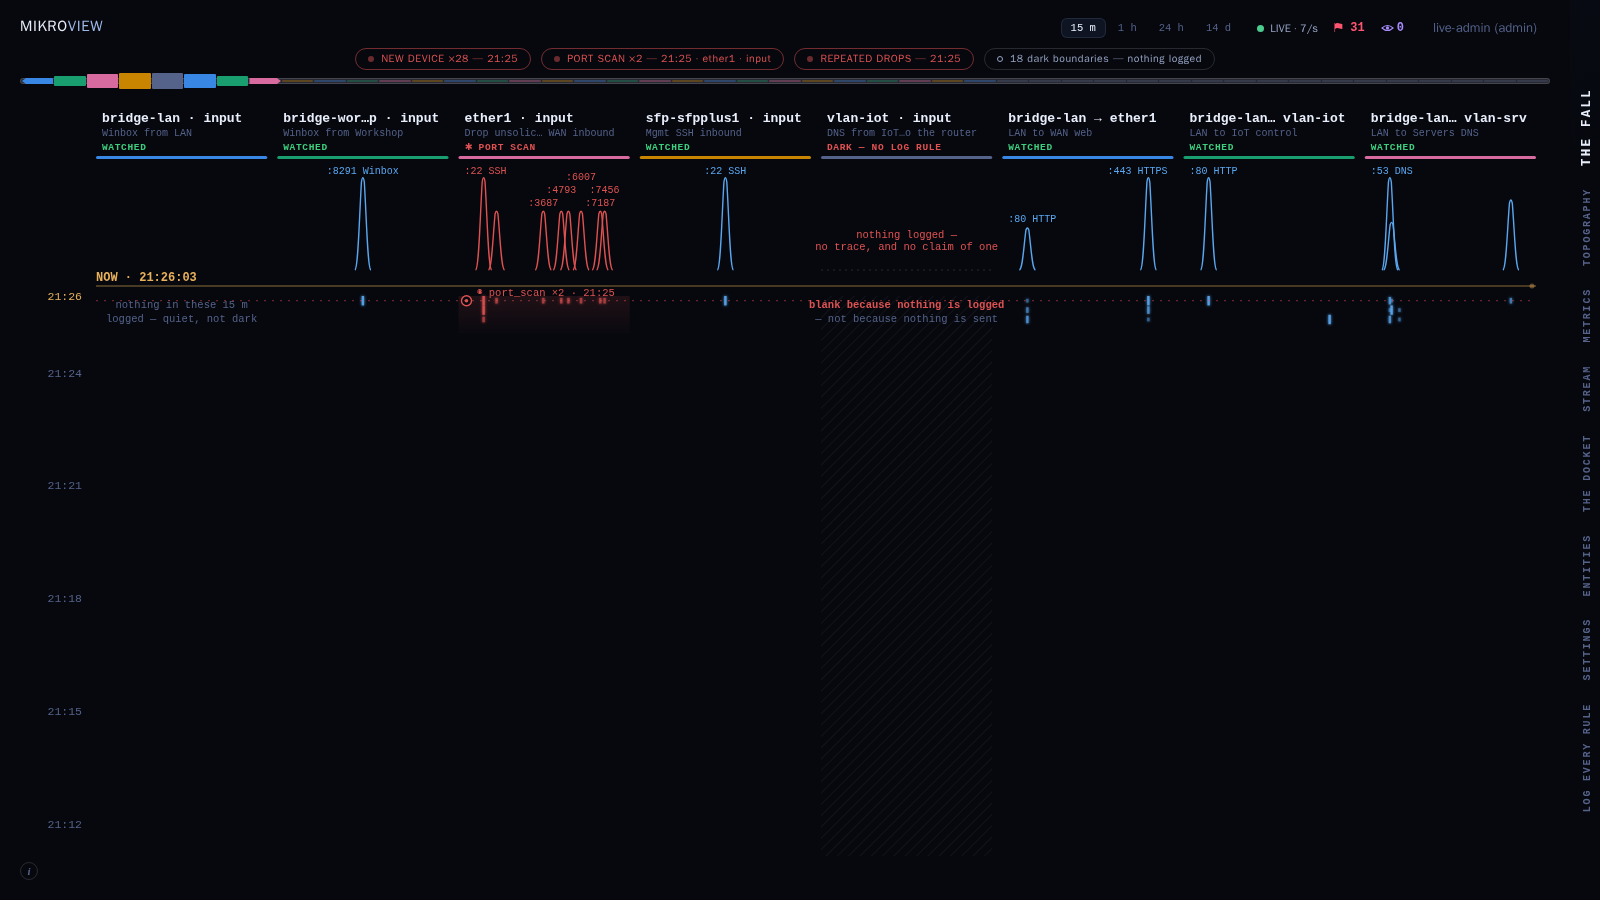 MIKROVIEW
15 m 1 h 24 h 14 d LIVE · 7/s 31 0 live-admin (admin)
NEW DEVICE ×28 — 21:25 PORT SCAN ×2 — 21:25 · ether1 · input REPEATED DROPS — 21:25 18 dark boundaries — nothing logged
bridge-lan · input
Winbox from LAN
WATCHED
bridge-wor…p · input
Winbox from Workshop
WATCHED
ether1 · input
Drop unsolic… WAN inbound
✱ PORT SCAN
sfp-sfpplus1 · input
Mgmt SSH inbound
WATCHED
vlan-iot · input
DNS from IoT…o the router
DARK — NO LOG RULE
bridge-lan → ether1
LAN to WAN web
WATCHED
bridge-lan… vlan-iot
LAN to IoT control
WATCHED
bridge-lan… vlan-srv
LAN to Servers DNS
WATCHED
:8291 Winbox
:22 SSH
:6007
:4793 :7456
:3687 :7187
:22 SSH
nothing logged —
no trace, and no claim of one
:80 HTTP
:443 HTTPS
:80 HTTP
:53 DNS
NOW · 21:26:03
port_scan ×2 · 21:25
nothing in these 15 m
logged — quiet, not dark
blank because nothing is logged
— not because nothing is sent
21:26
21:24
21:21
21:18
21:15
21:12
i
THE FALL
TOPOGRAPHY
METRICS
STREAM
THE DOCKET
ENTITIES
SETTINGS
LOG EVERY RULE